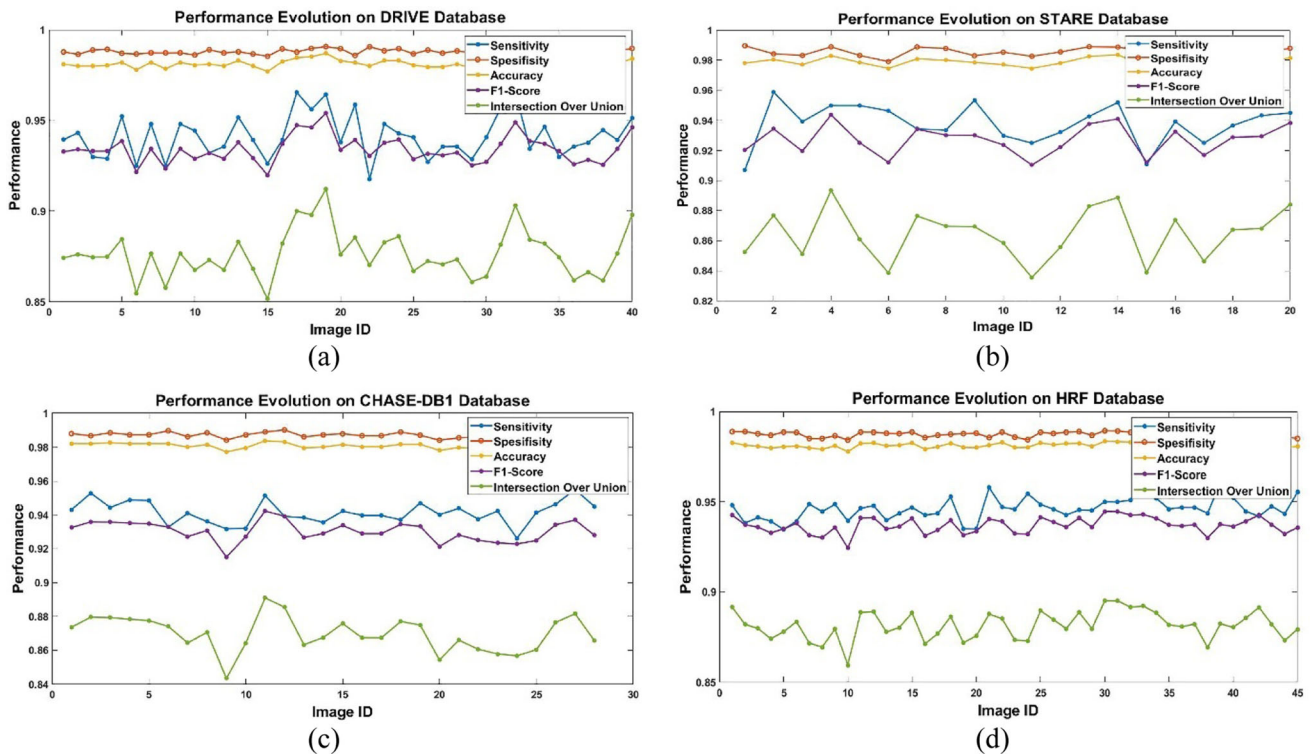 Performance Evolution on DRIVE Database
1
0.95
0.9
0.85
Performance
0 5 10 15 20 25 30 35 40
Image ID
Sensitivity
Spesifisity
Accuracy
F1-Score
Intersection Over Union
(a)
Performance Evolution on STARE Database
1
0.98
0.96
0.94
0.92
0.9
0.88
0.86
0.84
0.82
Performance
0 2 4 6 8 10 12 14 16 18 20
Image ID
Sensitivity
Spesifisity
Accuracy
F1-Score
Intersection Over Union
(b)
Performance Evolution on CHASE-DB1 Database
1
0.98
0.96
0.94
0.92
0.9
0.88
0.86
0.84
Performance
0 5 10 15 20 25 30
Image ID
Sensitivity
Spesifisity
Accuracy
F1-Score
Intersection Over Union
(c)
Performance Evolution on HRF Database
1
0.95
0.9
0.85
Performance
0 5 10 15 20 25 30 35 40 45
Image ID
Sensitivity
Spesifisity
Accuracy
F1-Score
Intersection Over Union
(d)